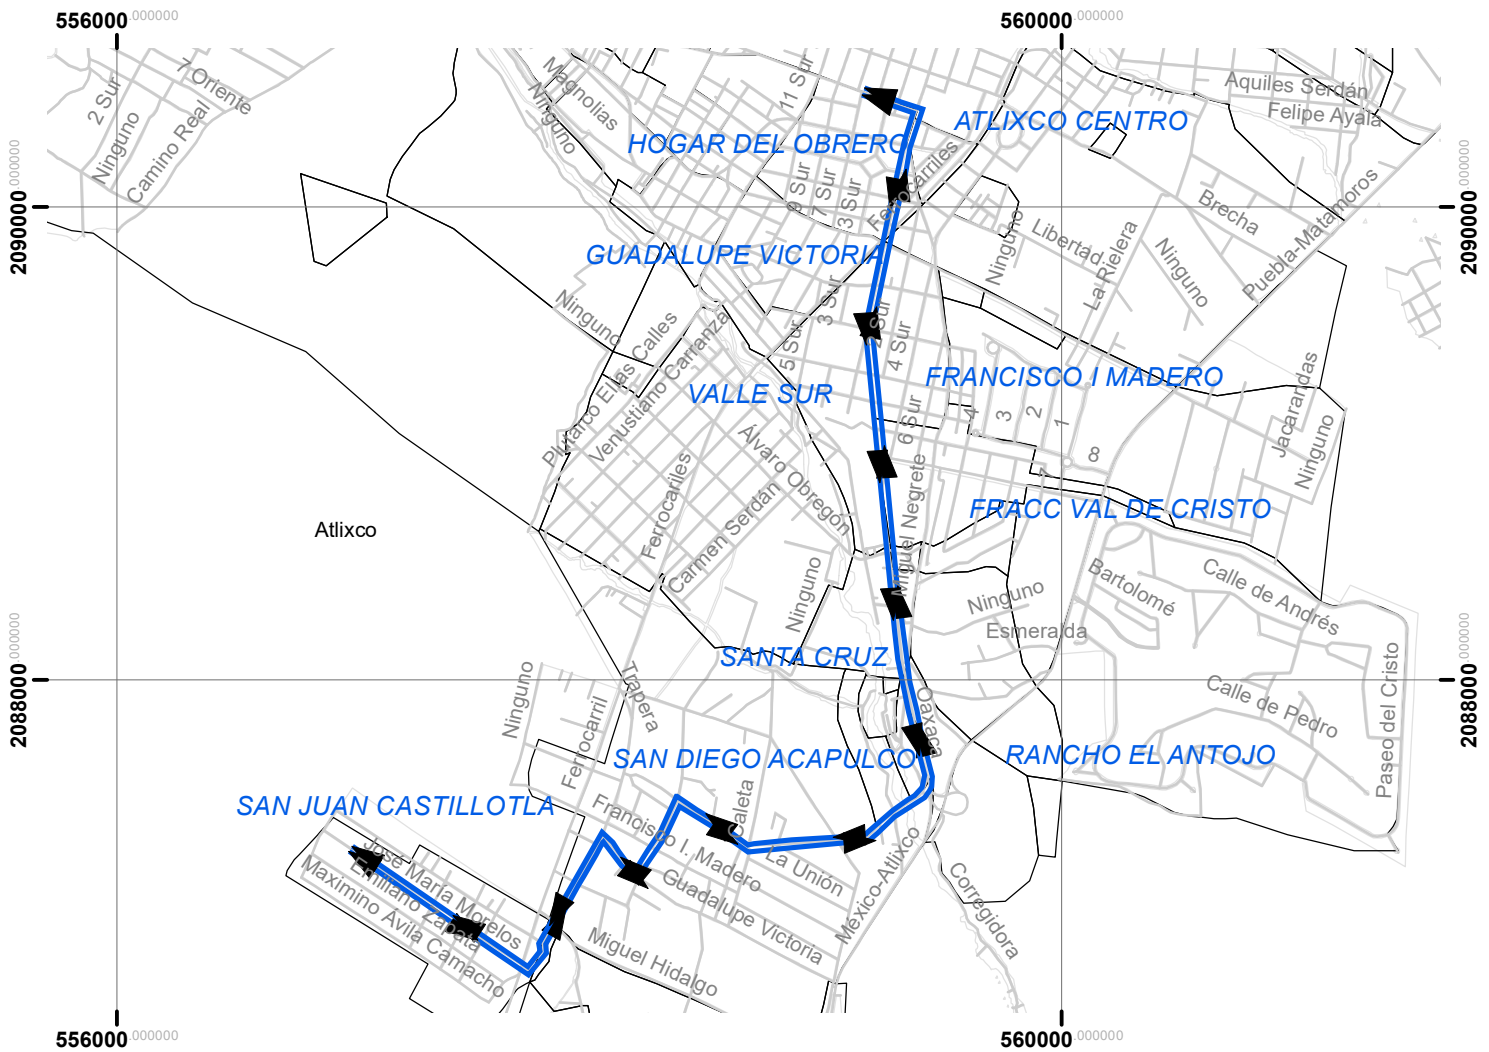 556000.000000
560000.000000
Magnolias
Ninguno
7 Oriente
2 Sur
Ninguno
Camino Real
11 Sur
Aquiles Serdán
Felipe Ayala
ATLIXCO CENTRO
HOGAR DEL OBRERO
Ferrocarriles
9 Sur
7 Sur
3 Sur
2090000.000000
2090000.000000
Brecha
Puebla-Matamoros
Ninguno
Libertad
La Rielera
Ninguno
GUADALUPE VICTORIA
Ninguno
3 Sur
2 Sur
4 Sur
5 Sur
Plutarco Elías Calles
Venustiano Carranza
VALLE SUR
FRANCISCO I MADERO
Jacarandas
Ninguno
6 Sur
4
3
2
1
8
7
Álvaro Obregón
Ferrocariles
Carmen Serdán
Miguel Negrete
FRACC VAL DE CRISTO
Atlixco
Ninguno
Ninguno
Esmeralda
Bartolomé
Calle de Andrés
SANTA CRUZ
2088000.000000
2088000.000000
Ninguno
Trapera
Ferrocarril
Oaxaca
Calle de Pedro
Paseo del Cristo
SAN DIEGO ACAPULCO
RANCHO EL ANTOJO
SAN JUAN CASTILLOTLA
Caleta
Francisco I. Madero
La Unión
Guadalupe Victoria
México-Atlixco
Corregidora
José María Morelos
Emiliano Zapata
Maximino Ávila Camacho
Miguel Hidalgo
556000.000000
560000.000000